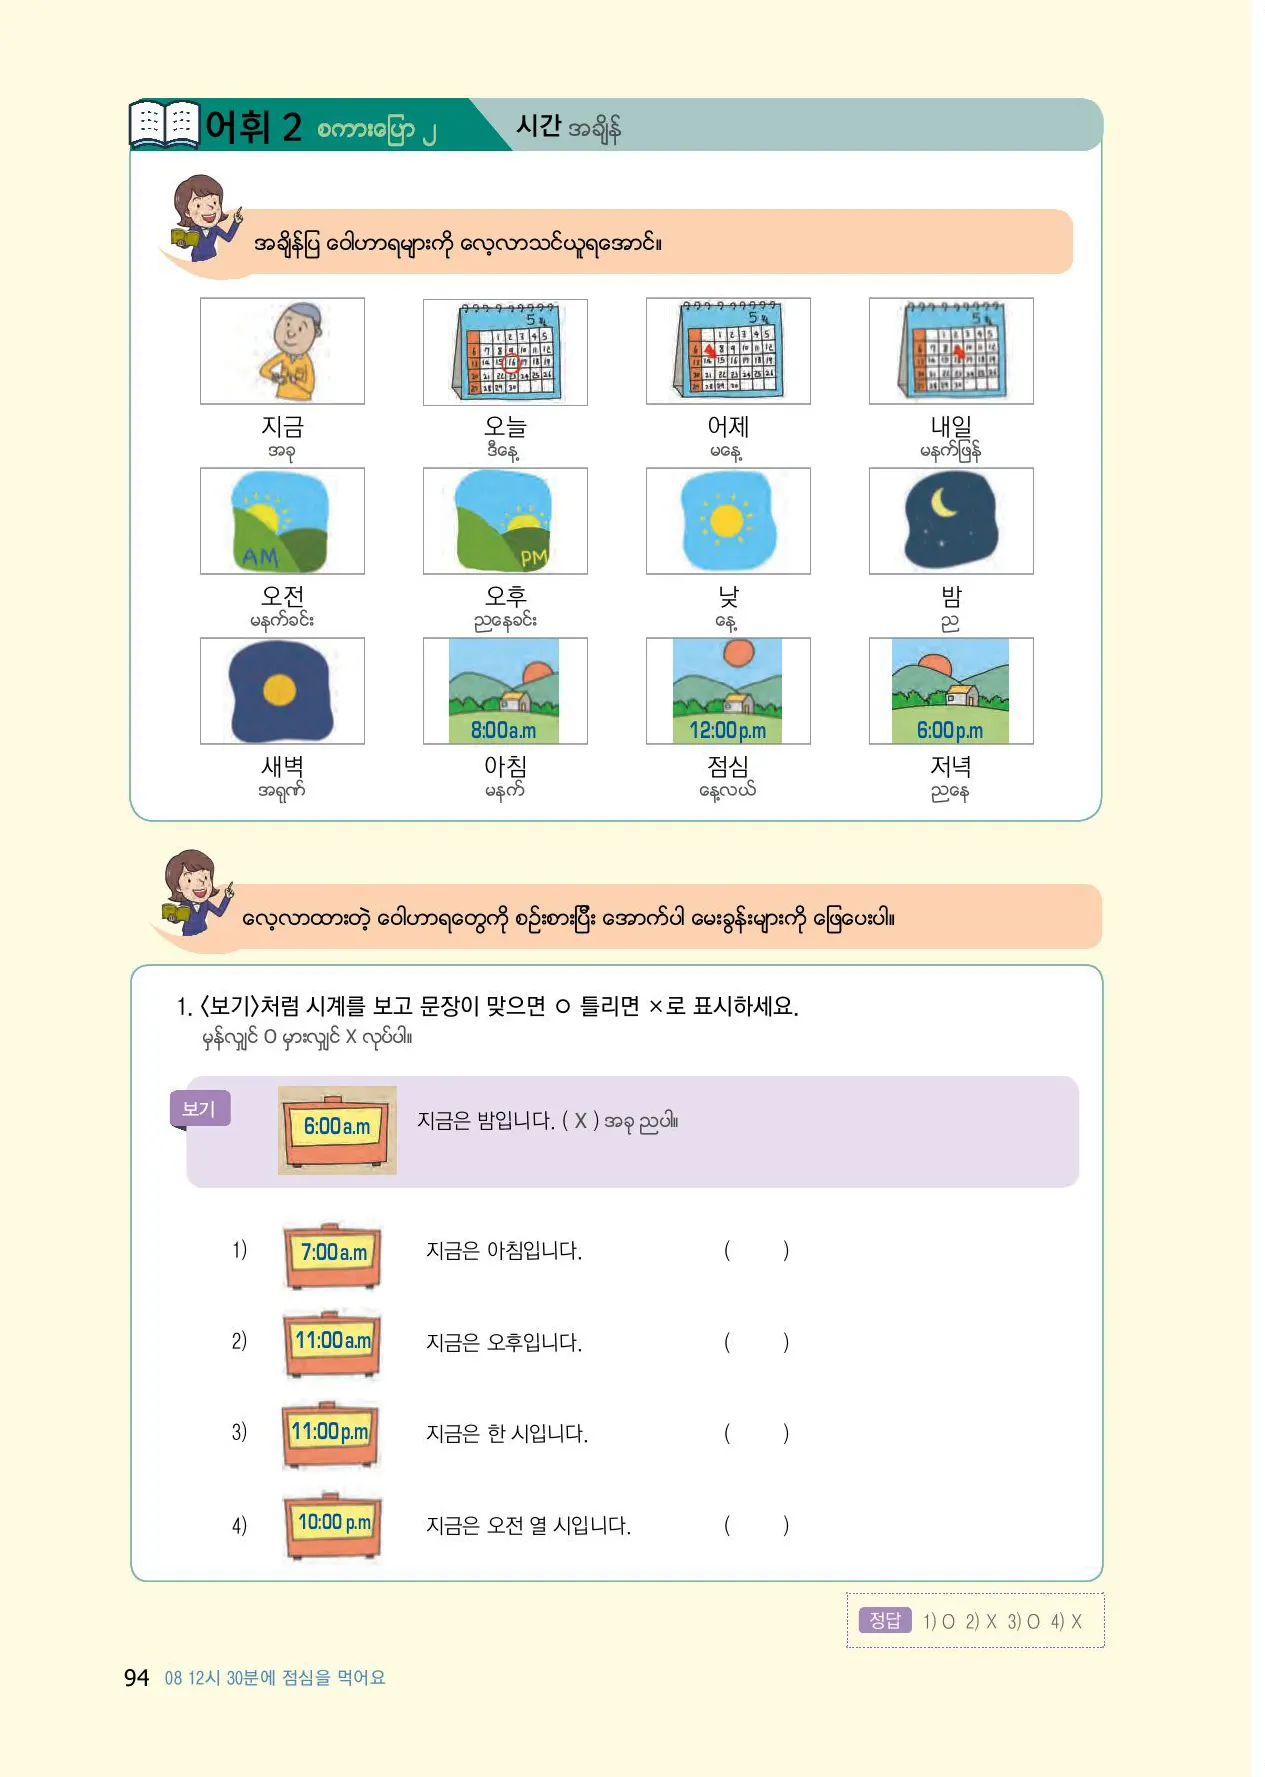 어휘 2 စကားပြော ၂ 시간 အချိန်
အချိန်ပြ ဝေါဟာရများကို လေ့လာသင်ယူရအောင်။
지금 오늘 어제 내일
အခု ဒီနေ့ မနေ့ မနက်ဖြန်
AM PM
오전 오후 낮 밤
မနက်ခင်း ညနေခင်း နေ့ ည
8:00a.m 12:00p.m 6:00p.m
새벽 아침 점심 저녁
အရုဏ် မနက် နေ့လယ် ညနေ
လေ့လာထားတဲ့ ဝေါဟာရတွေကို စဉ်းစားပြီး အောက်ပါ မေးခွန်းများကို ဖြေပေးပါ။
1. <보기>처럼 시계를 보고 문장이 맞으면 ㅇ 틀리면 ×로 표시하세요.
မှန်လျှင် O မှားလျှင် X လုပ်ပါ။
보기 6:00a.m 지금은 밤입니다. ( X ) အခု ညပါ။
1) 7:00a.m 지금은 아침입니다. ( )
2) 11:00a.m 지금은 오후입니다. ( )
3) 11:00p.m 지금은 한 시입니다. ( )
4) 10:00 p.m 지금은 오전 열 시입니다. ( )
정답 1) O 2) X 3) O 4) X
94 08 12시 30분에 점심을 먹어요